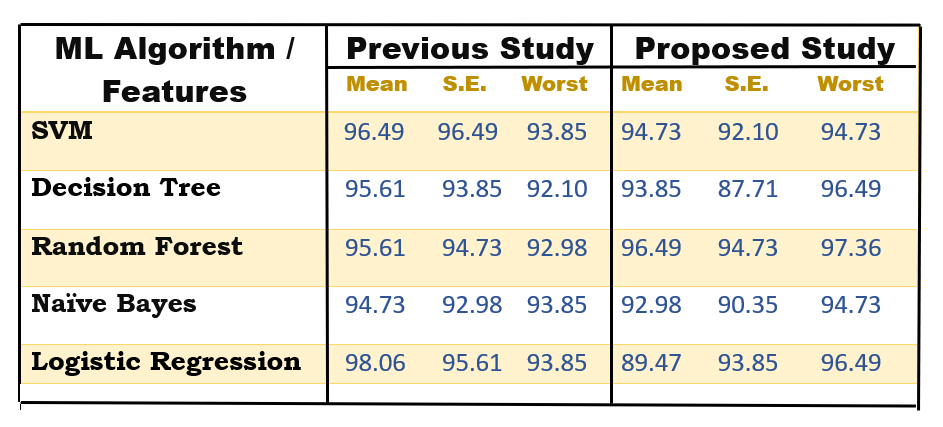 ML Algorithm / Previous Study Proposed Study
Features Mean S.E. Worst Mean S.E. Worst
SVM 96.49 96.49 93.85 94.73 92.10 94.73
Decision Tree 95.61 93.85 92.10 93.85 87.71 96.49
Random Forest 95.61 94.73 92.98 96.49 94.73 97.36
Naïve Bayes 94.73 92.98 93.85 92.98 90.35 94.73
Logistic Regression 98.06 95.61 93.85 89.47 93.85 96.49